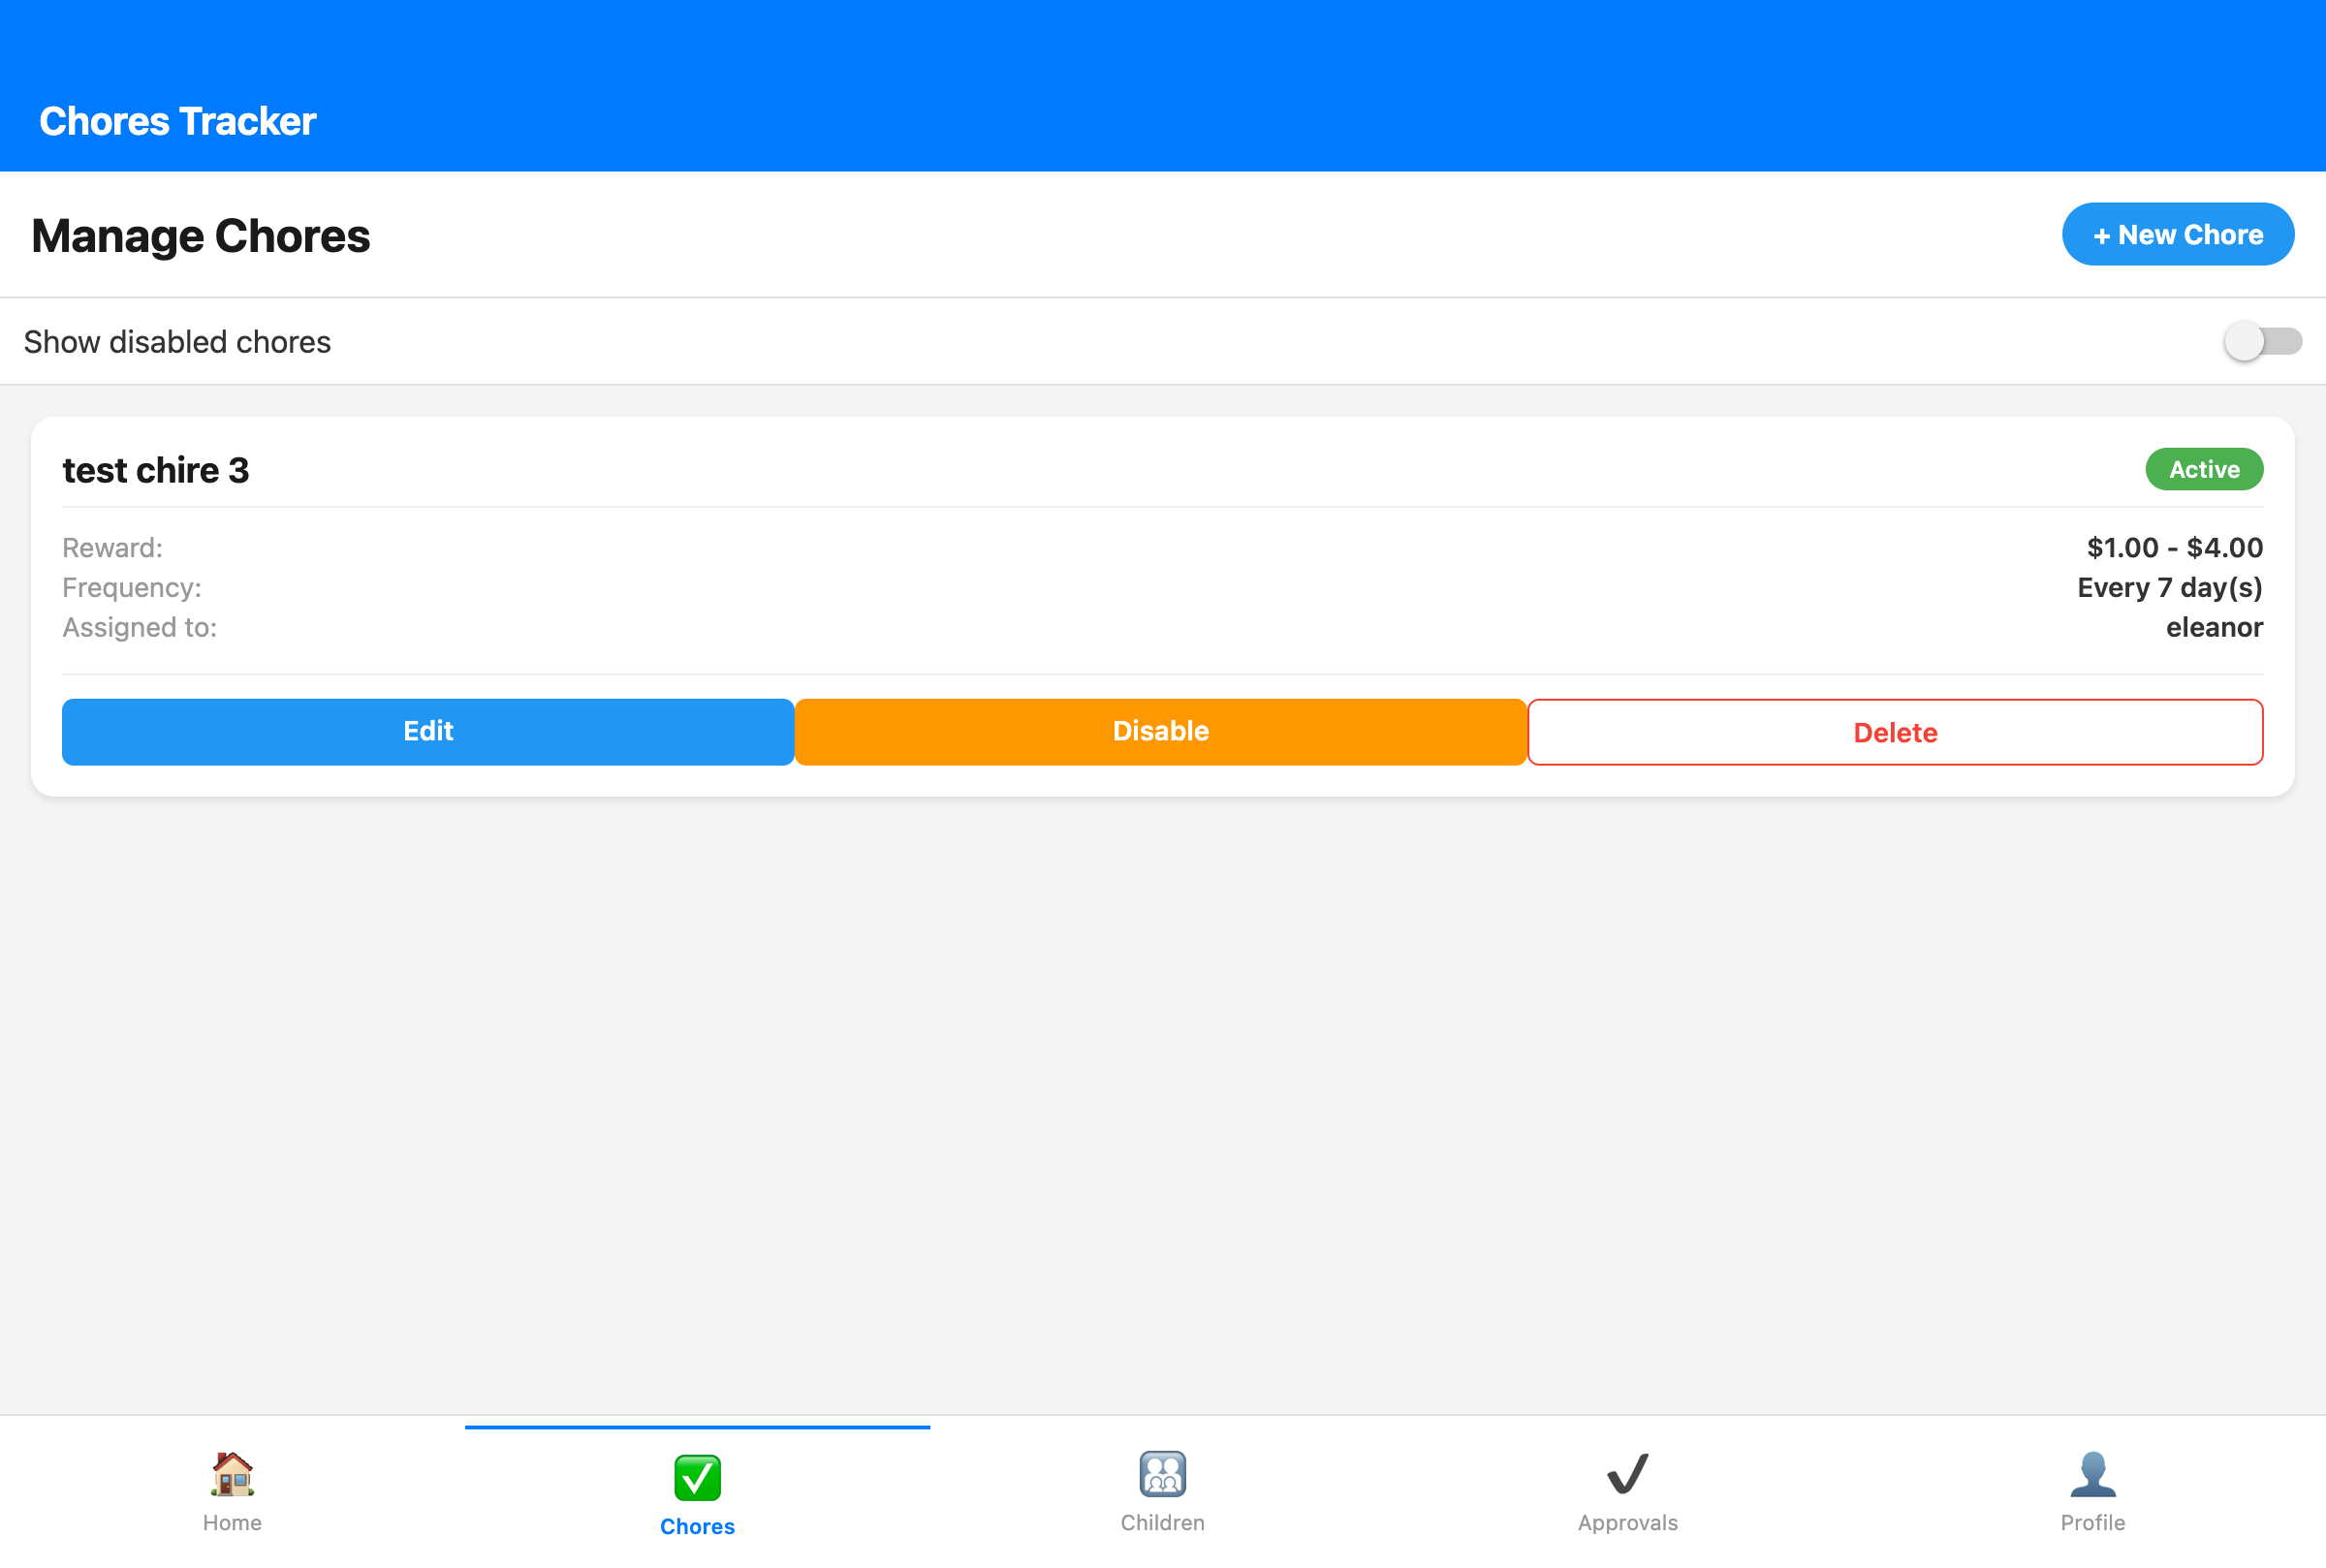 Chores Tracker
Manage Chores
+ New Chore
Show disabled chores
test chire 3
Active
Reward:
$1.00 - $4.00
Frequency:
Every 7 day(s)
Assigned to:
eleanor
Edit
Disable
Delete
Home
Chores
Children
Approvals
Profile